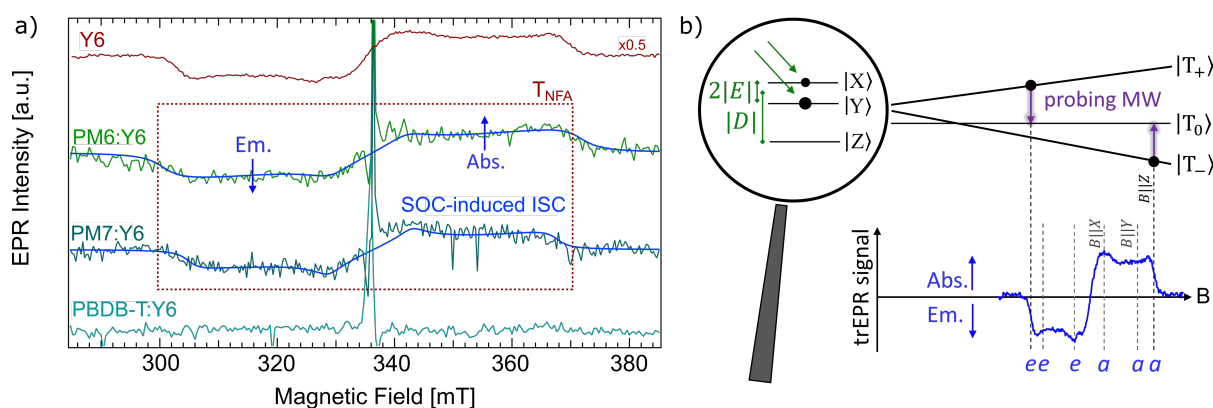 a)
EPR Intensity [a.u.]
Y6
x0.5
T_NFA
PM6:Y6
Em.
Abs.
SOC-induced ISC
PM7:Y6
PBDB-T:Y6
300 320 340 360 380
Magnetic Field [mT]
b)
2|E|
|D|
|X⟩
|Y⟩
|Z⟩
|T₊⟩
probing MW
|T₀⟩
|T₋⟩
B||X
B||Y
B||Z
trEPR signal
Abs.
Em.
B
e e e a a a